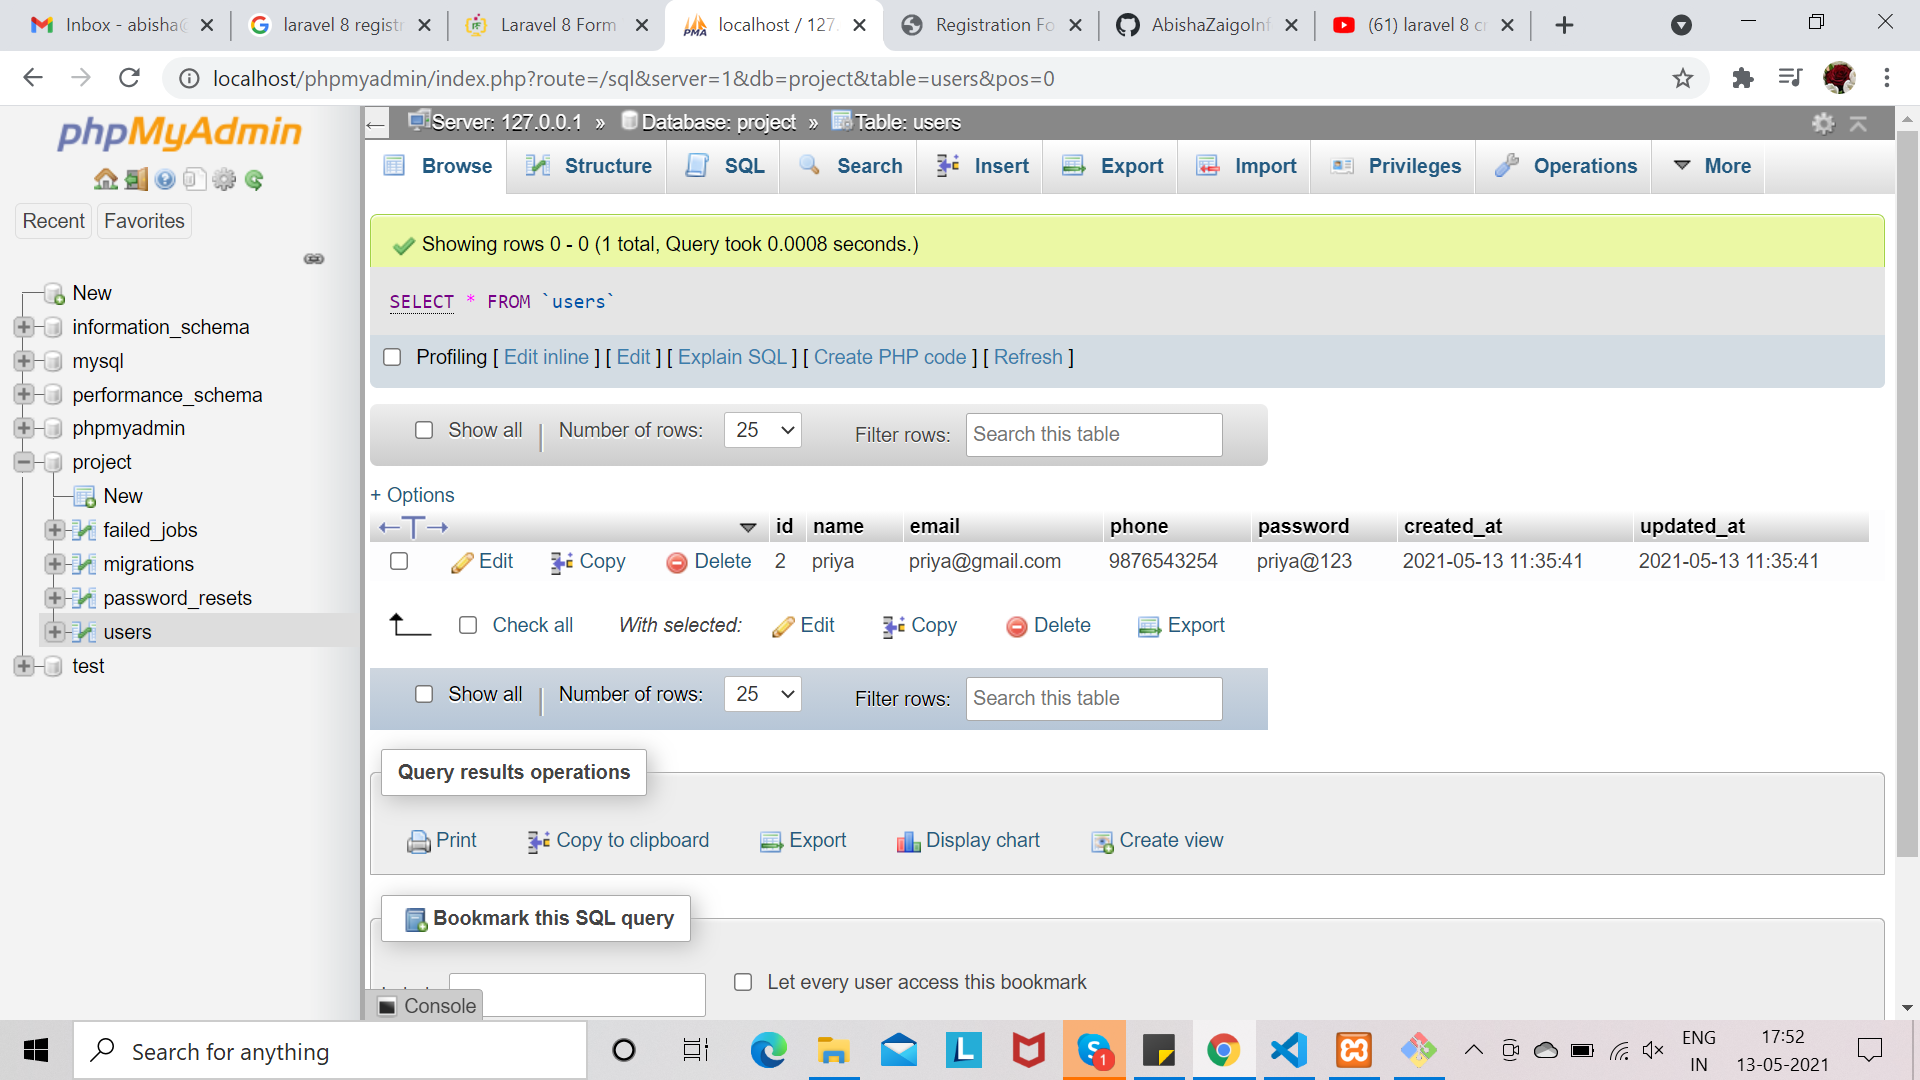 Inbox - abisha@
laravel 8 registr
Laravel 8 Form
localhost / 127.
Registration Fo
AbishaZaigoInf
(61) laravel 8 cr
localhost/phpmyadmin/index.php?route=/sql&server=1&db=project&table=users&pos=0
phpMyAdmin
Recent Favorites
New
information_schema
mysql
performance_schema
phpmyadmin
project
New
failed_jobs
migrations
password_resets
users
test
Server: 127.0.0.1 » Database: project » Table: users
Browse Structure SQL Search Insert Export Import Privileges Operations More
Showing rows 0 - 0 (1 total, Query took 0.0008 seconds.)
SELECT * FROM `users`
Profiling [ Edit inline ] [ Edit ] [ Explain SQL ] [ Create PHP code ] [ Refresh ]
Show all Number of rows: 25 Filter rows: Search this table
+ Options
id name email phone password created_at updated_at
Edit Copy Delete 2 priya priya@gmail.com 9876543254 priya@123 2021-05-13 11:35:41 2021-05-13 11:35:41
Check all With selected: Edit Copy Delete Export
Show all Number of rows: 25 Filter rows: Search this table
Query results operations
Print Copy to clipboard Export Display chart Create view
Bookmark this SQL query
Let every user access this bookmark
Console
Search for anything
L
1
ENG
IN
17:52
13-05-2021